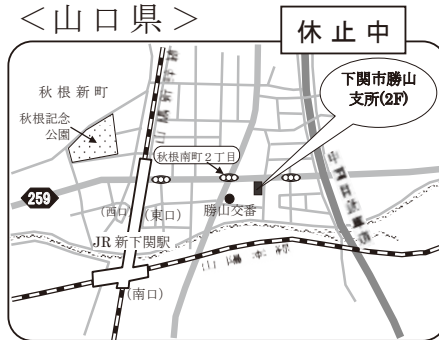 <山口県>
休止中
下関市勝山
支所(2F)
秋根新町
秋根記念
公園
秋根南町2丁目
259
(西口)
(東口)
勝山交番
JR新下関駅
(南口)